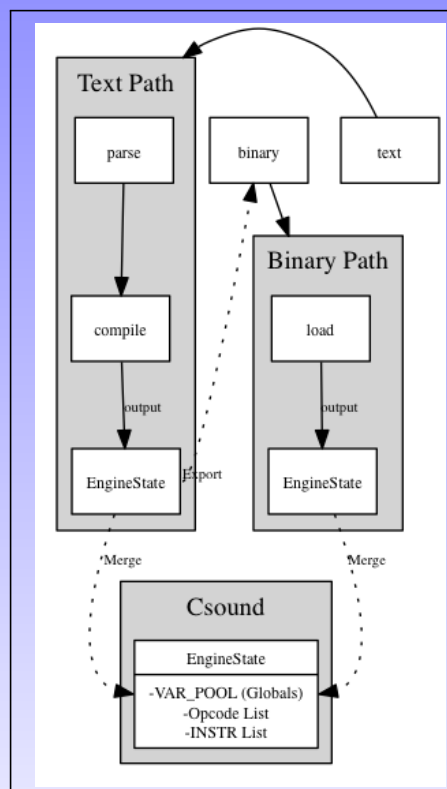 Text Path
parse
binary
text
Binary Path
compile
load
output
output
EngineState
Export
EngineState
Merge
Merge
Csound
EngineState
-VAR_POOL (Globals)
-Opcode List
-INSTR List